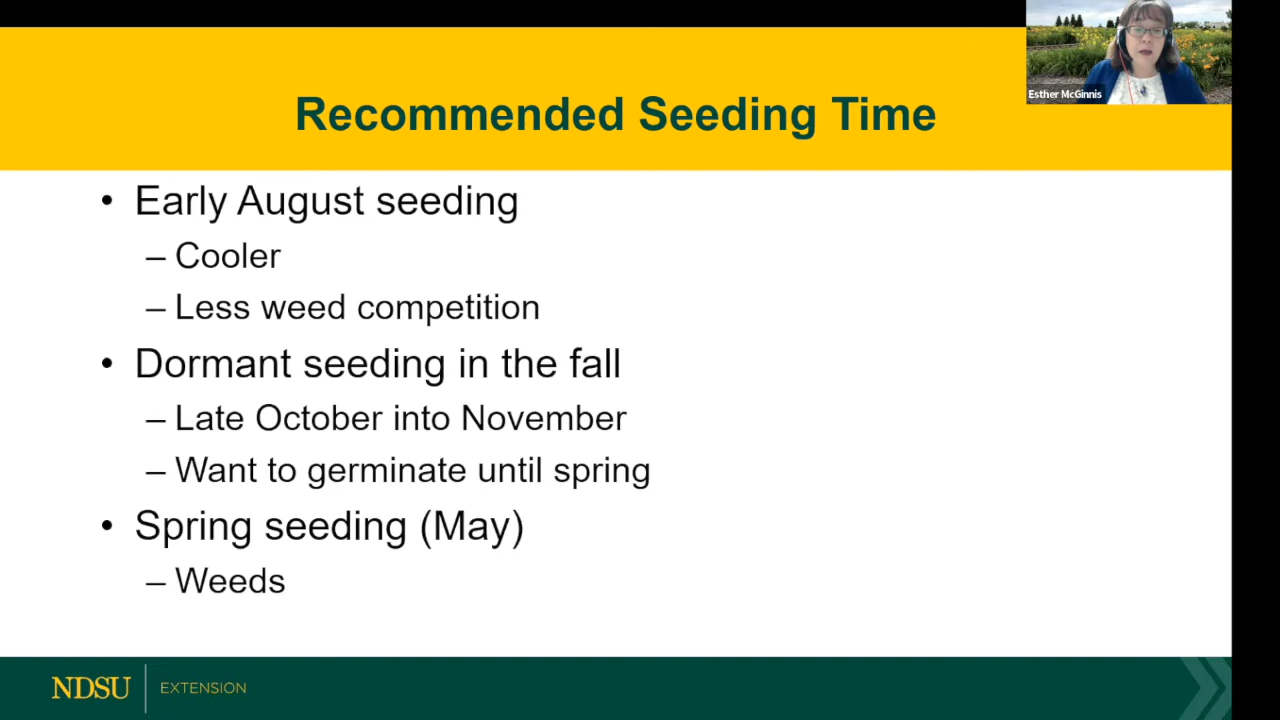 Esther McGinnis
Recommended Seeding Time
• Early August seeding
– Cooler
– Less weed competition
• Dormant seeding in the fall
– Late October into November
– Want to germinate until spring
• Spring seeding (May)
– Weeds
NDSU EXTENSION